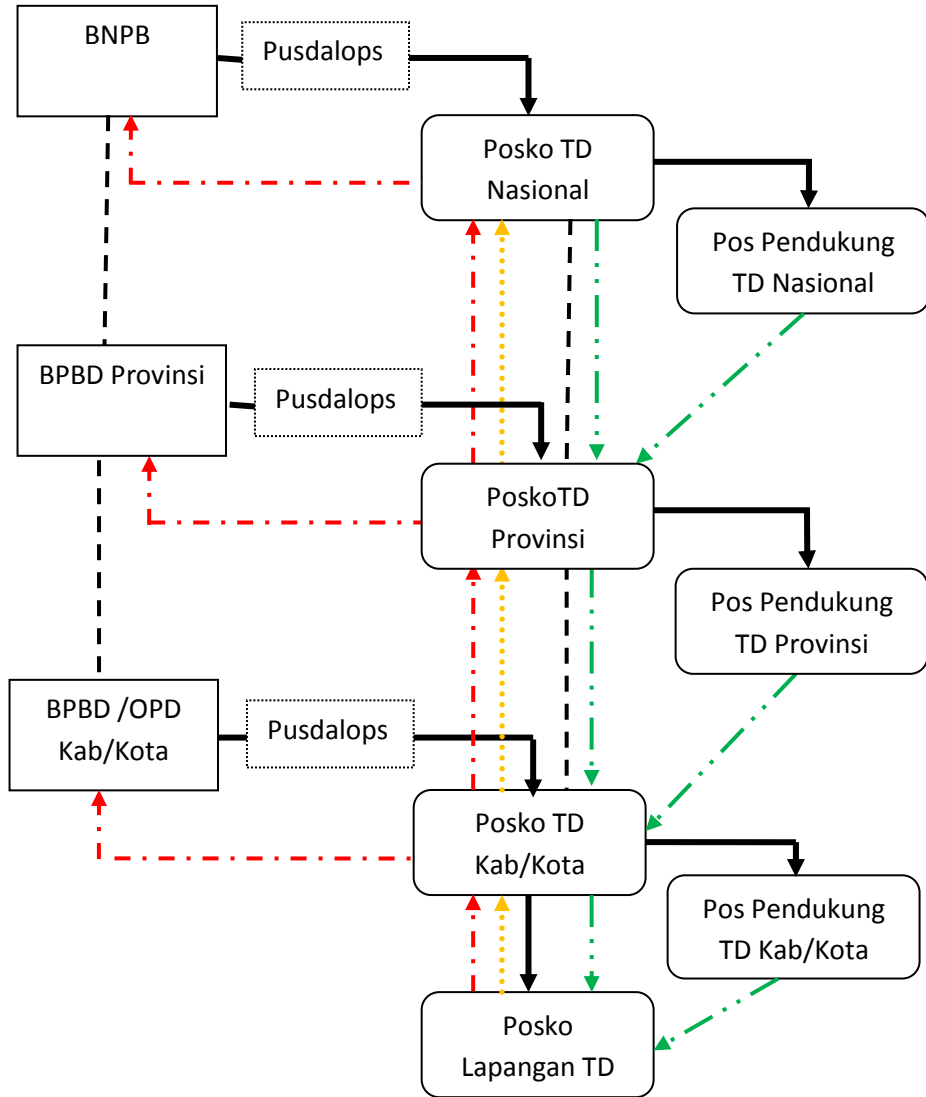 BNPB
Pusdalops
Posko TD
Nasional
Pos Pendukung
TD Nasional
BPBD Provinsi
Pusdalops
PoskoTD
Provinsi
Pos Pendukung
TD Provinsi
BPBD /OPD
Kab/Kota
Pusdalops
Posko TD
Kab/Kota
Pos Pendukung
TD Kab/Kota
Posko
Lapangan TD